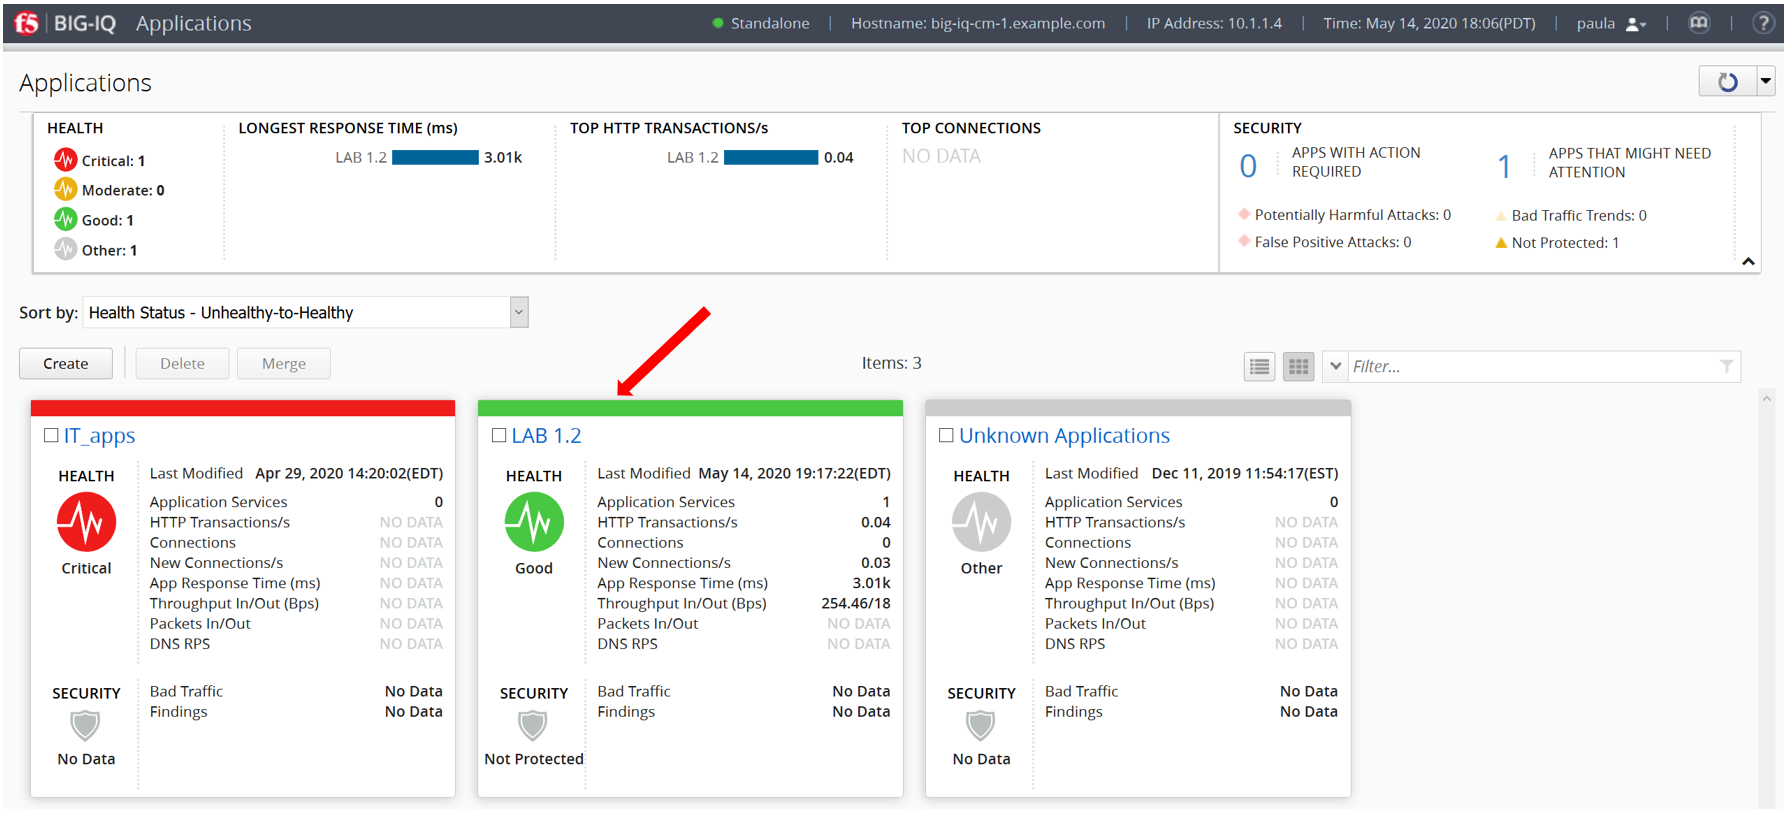 f5 BIG-IQ Applications Standalone Hostname: big-iq-cm-1.example.com IP Address: 10.1.1.4 Time: May 14, 2020 18:06(PDT) paula ?
Applications
HEALTH
Critical: 1
Moderate: 0
Good: 1
Other: 1
LONGEST RESPONSE TIME (ms)
LAB 1.2 3.01k
TOP HTTP TRANSACTIONS/s
LAB 1.2 0.04
TOP CONNECTIONS
NO DATA
SECURITY
0 APPS WITH ACTION
REQUIRED
Potentially Harmful Attacks: 0
False Positive Attacks: 0
1 APPS THAT MIGHT NEED
ATTENTION
Bad Traffic Trends: 0
Not Protected: 1
Sort by: Health Status - Unhealthy-to-Healthy
Create Delete Merge Items: 3 Filter...
IT_apps
HEALTH
Critical
Last Modified Apr 29, 2020 14:20:02(EDT)
Application Services 0
HTTP Transactions/s NO DATA
Connections NO DATA
New Connections/s NO DATA
App Response Time (ms) NO DATA
Throughput In/Out (Bps) NO DATA
Packets In/Out NO DATA
DNS RPS NO DATA
SECURITY
No Data
Bad Traffic No Data
Findings No Data
LAB 1.2
HEALTH
Good
Last Modified May 14, 2020 19:17:22(EDT)
Application Services 1
HTTP Transactions/s 0.04
Connections 0
New Connections/s 0.03
App Response Time (ms) 3.01k
Throughput In/Out (Bps) 254.46/18
Packets In/Out NO DATA
DNS RPS NO DATA
SECURITY
Not Protected
Bad Traffic No Data
Findings No Data
Unknown Applications
HEALTH
Other
Last Modified Dec 11, 2019 11:54:17(EST)
Application Services 0
HTTP Transactions/s NO DATA
Connections NO DATA
New Connections/s NO DATA
App Response Time (ms) NO DATA
Throughput In/Out (Bps) NO DATA
Packets In/Out NO DATA
DNS RPS NO DATA
SECURITY
No Data
Bad Traffic No Data
Findings No Data